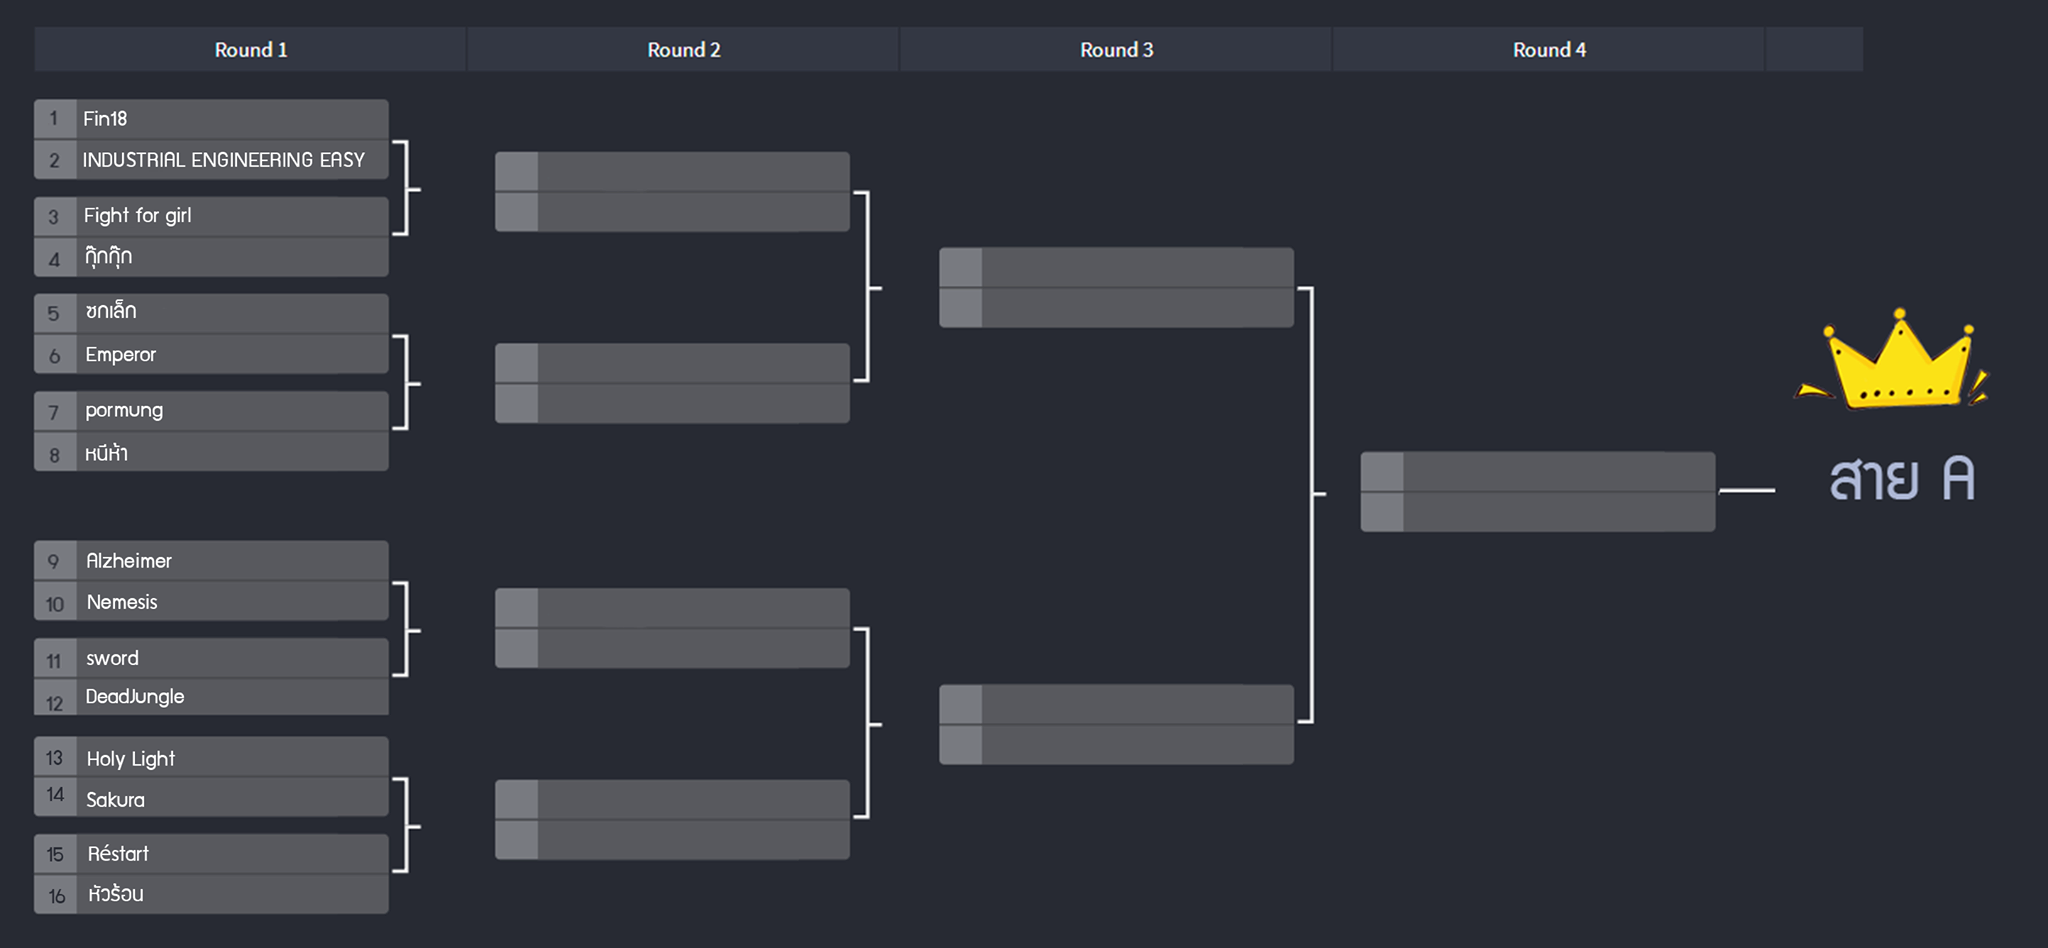 Round 1
Round 2
Round 3
Round 4
1 Fin18
2 INDUSTRIAL ENGINEERING EASY
3 Fight for girl
4 กุ๊กกุ๊ก
5 ซกเล็ก
6 Emperor
7 pormung
8 หนีห้า
9 Alzheimer
10 Nemesis
11 sword
12 DeadJungle
13 Holy Light
14 Sakura
15 Réstart
16 หัวร้อน
สาย A